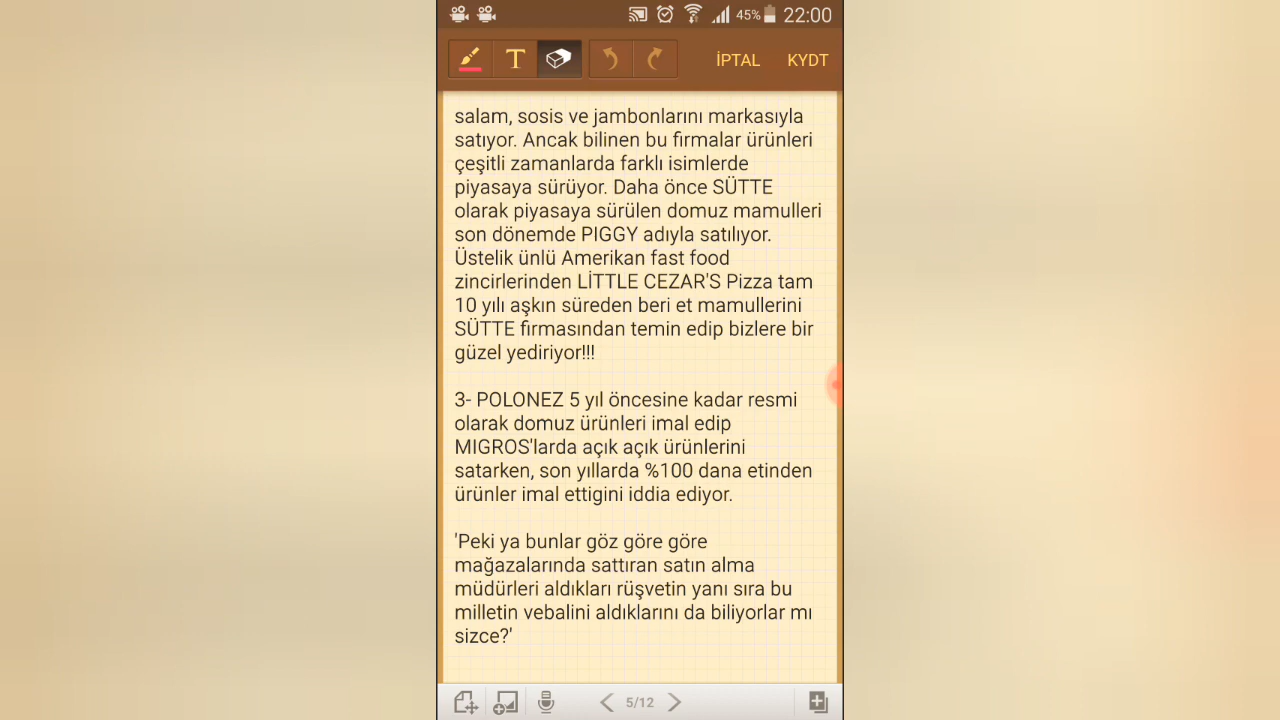 45% 22:00
T İPTAL KYDT
salam, sosis ve jambonlarını markasıyla
satıyor. Ancak bilinen bu firmalar ürünleri
çeşitli zamanlarda farklı isimlerde
piyasaya sürüyor. Daha önce SÜTTE
olarak piyasaya sürülen domuz mamulleri
son dönemde PIGGY adıyla satılıyor.
Üstelik ünlü Amerikan fast food
zincirlerinden LİTTLE CEZAR'S Pizza tam
10 yılı aşkın süreden beri et mamullerini
SÜTTE firmasından temin edip bizlere bir
güzel yediriyor!!!
3- POLONEZ 5 yıl öncesine kadar resmi
olarak domuz ürünleri imal edip
MIGROS'larda açık açık ürünlerini
satarken, son yıllarda %100 dana etinden
ürünler imal ettigini iddia ediyor.
'Peki ya bunlar göz göre göre
mağazalarında sattıran satın alma
müdürleri aldıkları rüşvetin yanı sıra bu
milletin vebalini aldıklarını da biliyorlar mı
sizce?'
5/12